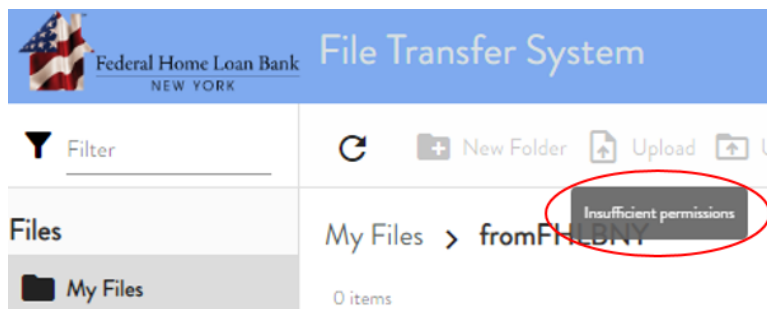 Federal Home Loan Bank
NEW YORK
File Transfer System
Filter
New Folder
Upload
U
Insufficient permissions
Files
My Files > fromFHLBNY
My Files
0 items